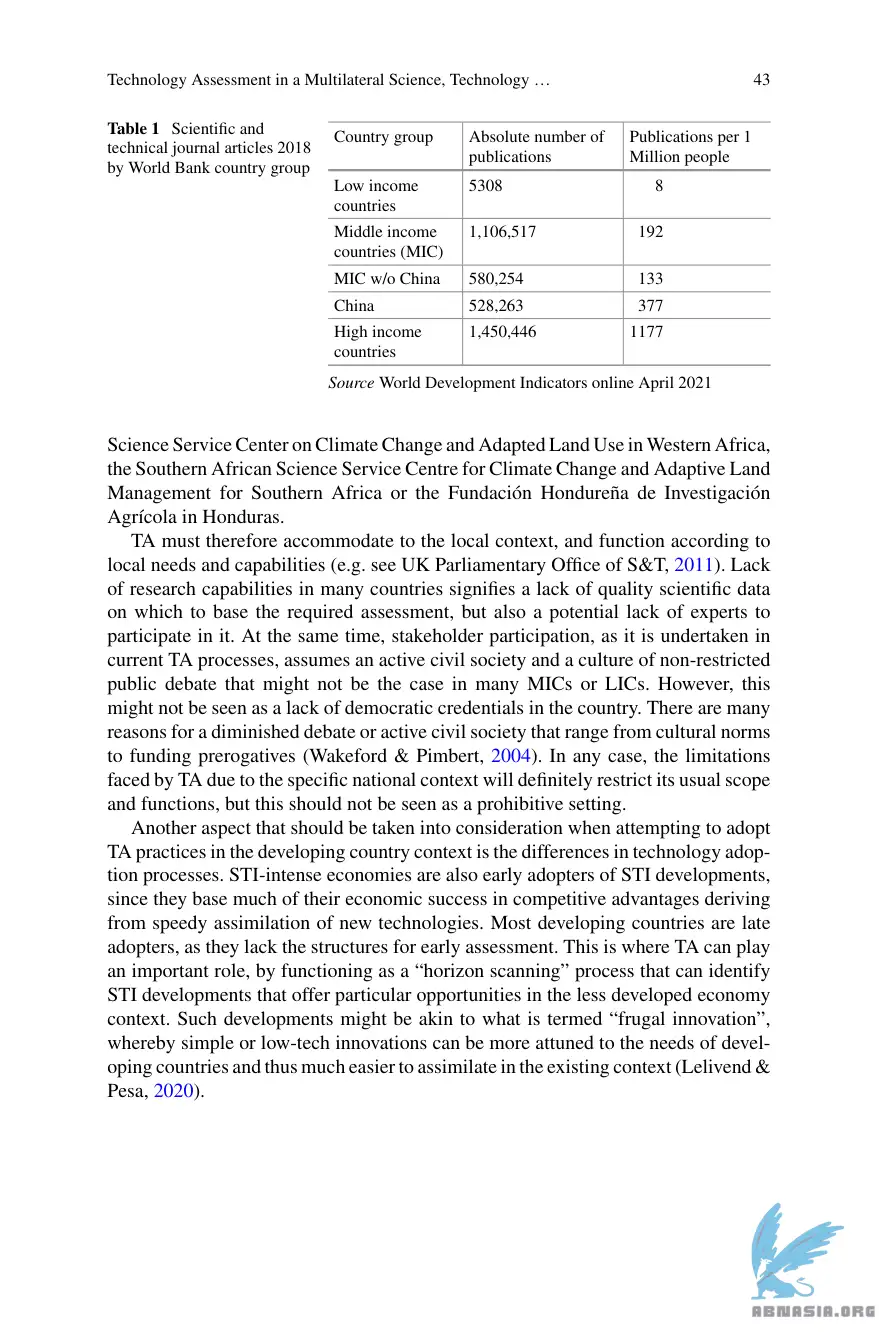 Technology Assessment in a Multilateral Science, Technology … 43
Table 1 Scientific and
technical journal articles 2018
by World Bank country group
Country group Absolute number of publications Publications per 1 Million people
Low income countries 5308 8
Middle income countries (MIC) 1,106,517 192
MIC w/o China 580,254 133
China 528,263 377
High income countries 1,450,446 1177
Source World Development Indicators online April 2021
Science Service Center on Climate Change and Adapted Land Use in Western Africa,
the Southern African Science Service Centre for Climate Change and Adaptive Land
Management for Southern Africa or the Fundación Hondureña de Investigación
Agrícola in Honduras.
TA must therefore accommodate to the local context, and function according to
local needs and capabilities (e.g. see UK Parliamentary Office of S&T, 2011). Lack
of research capabilities in many countries signifies a lack of quality scientific data
on which to base the required assessment, but also a potential lack of experts to
participate in it. At the same time, stakeholder participation, as it is undertaken in
current TA processes, assumes an active civil society and a culture of non-restricted
public debate that might not be the case in many MICs or LICs. However, this
might not be seen as a lack of democratic credentials in the country. There are many
reasons for a diminished debate or active civil society that range from cultural norms
to funding prerogatives (Wakeford & Pimbert, 2004). In any case, the limitations
faced by TA due to the specific national context will definitely restrict its usual scope
and functions, but this should not be seen as a prohibitive setting.
Another aspect that should be taken into consideration when attempting to adopt
TA practices in the developing country context is the differences in technology adop-
tion processes. STI-intense economies are also early adopters of STI developments,
since they base much of their economic success in competitive advantages deriving
from speedy assimilation of new technologies. Most developing countries are late
adopters, as they lack the structures for early assessment. This is where TA can play
an important role, by functioning as a “horizon scanning” process that can identify
STI developments that offer particular opportunities in the less developed economy
context. Such developments might be akin to what is termed “frugal innovation”,
whereby simple or low-tech innovations can be more attuned to the needs of devel-
oping countries and thus much easier to assimilate in the existing context (Lelivend &
Pesa, 2020).
ABNASIA.ORG